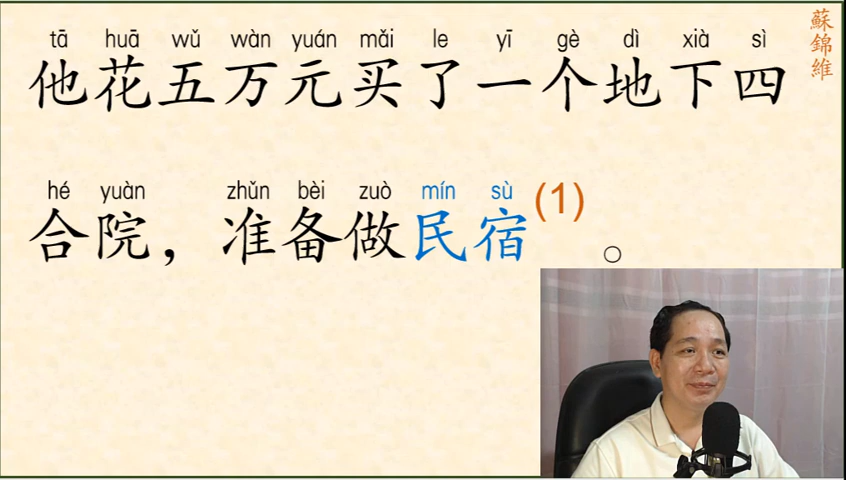 tā huā wǔ wàn yuán mǎi le yī gè dì xià sì
他花五万元买了一个地下四
hé yuàn zhǔn bèi zuò mín sù
合院，准备做民宿(1)。
蘇錦維